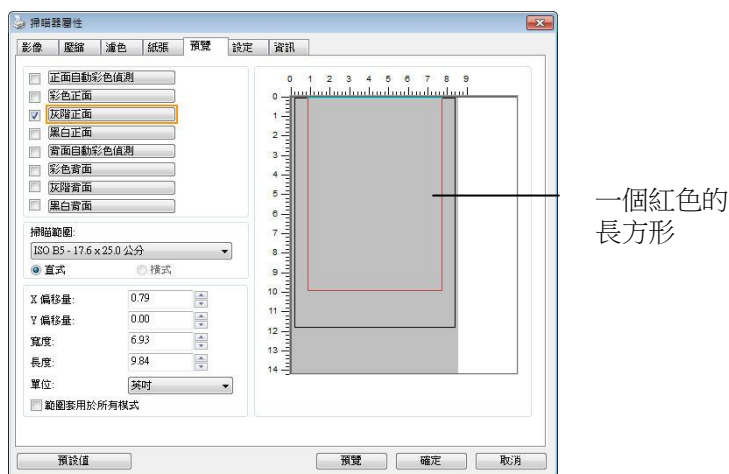 掃瞄器屬性
影像 壓縮 濾色 紙張 預覽 設定 資訊
正面自動彩色偵測
彩色正面
灰階正面
黑白正面
背面自動彩色偵測
彩色背面
灰階背面
黑白背面
掃瞄範圍:
ISO B5 - 17.6 x 25.0 公分
直式 橫式
X 偏移量: 0.79
Y 偏移量: 0.00
寬度: 6.93
長度: 9.84
單位: 英吋
範圍套用於所有模式
0 1 2 3 4 5 6 7 8 9
0
1
2
3
4
5
6
7
8
9
10
11
12
13
14
一個紅色的
長方形
預設值 預覽 確定 取消